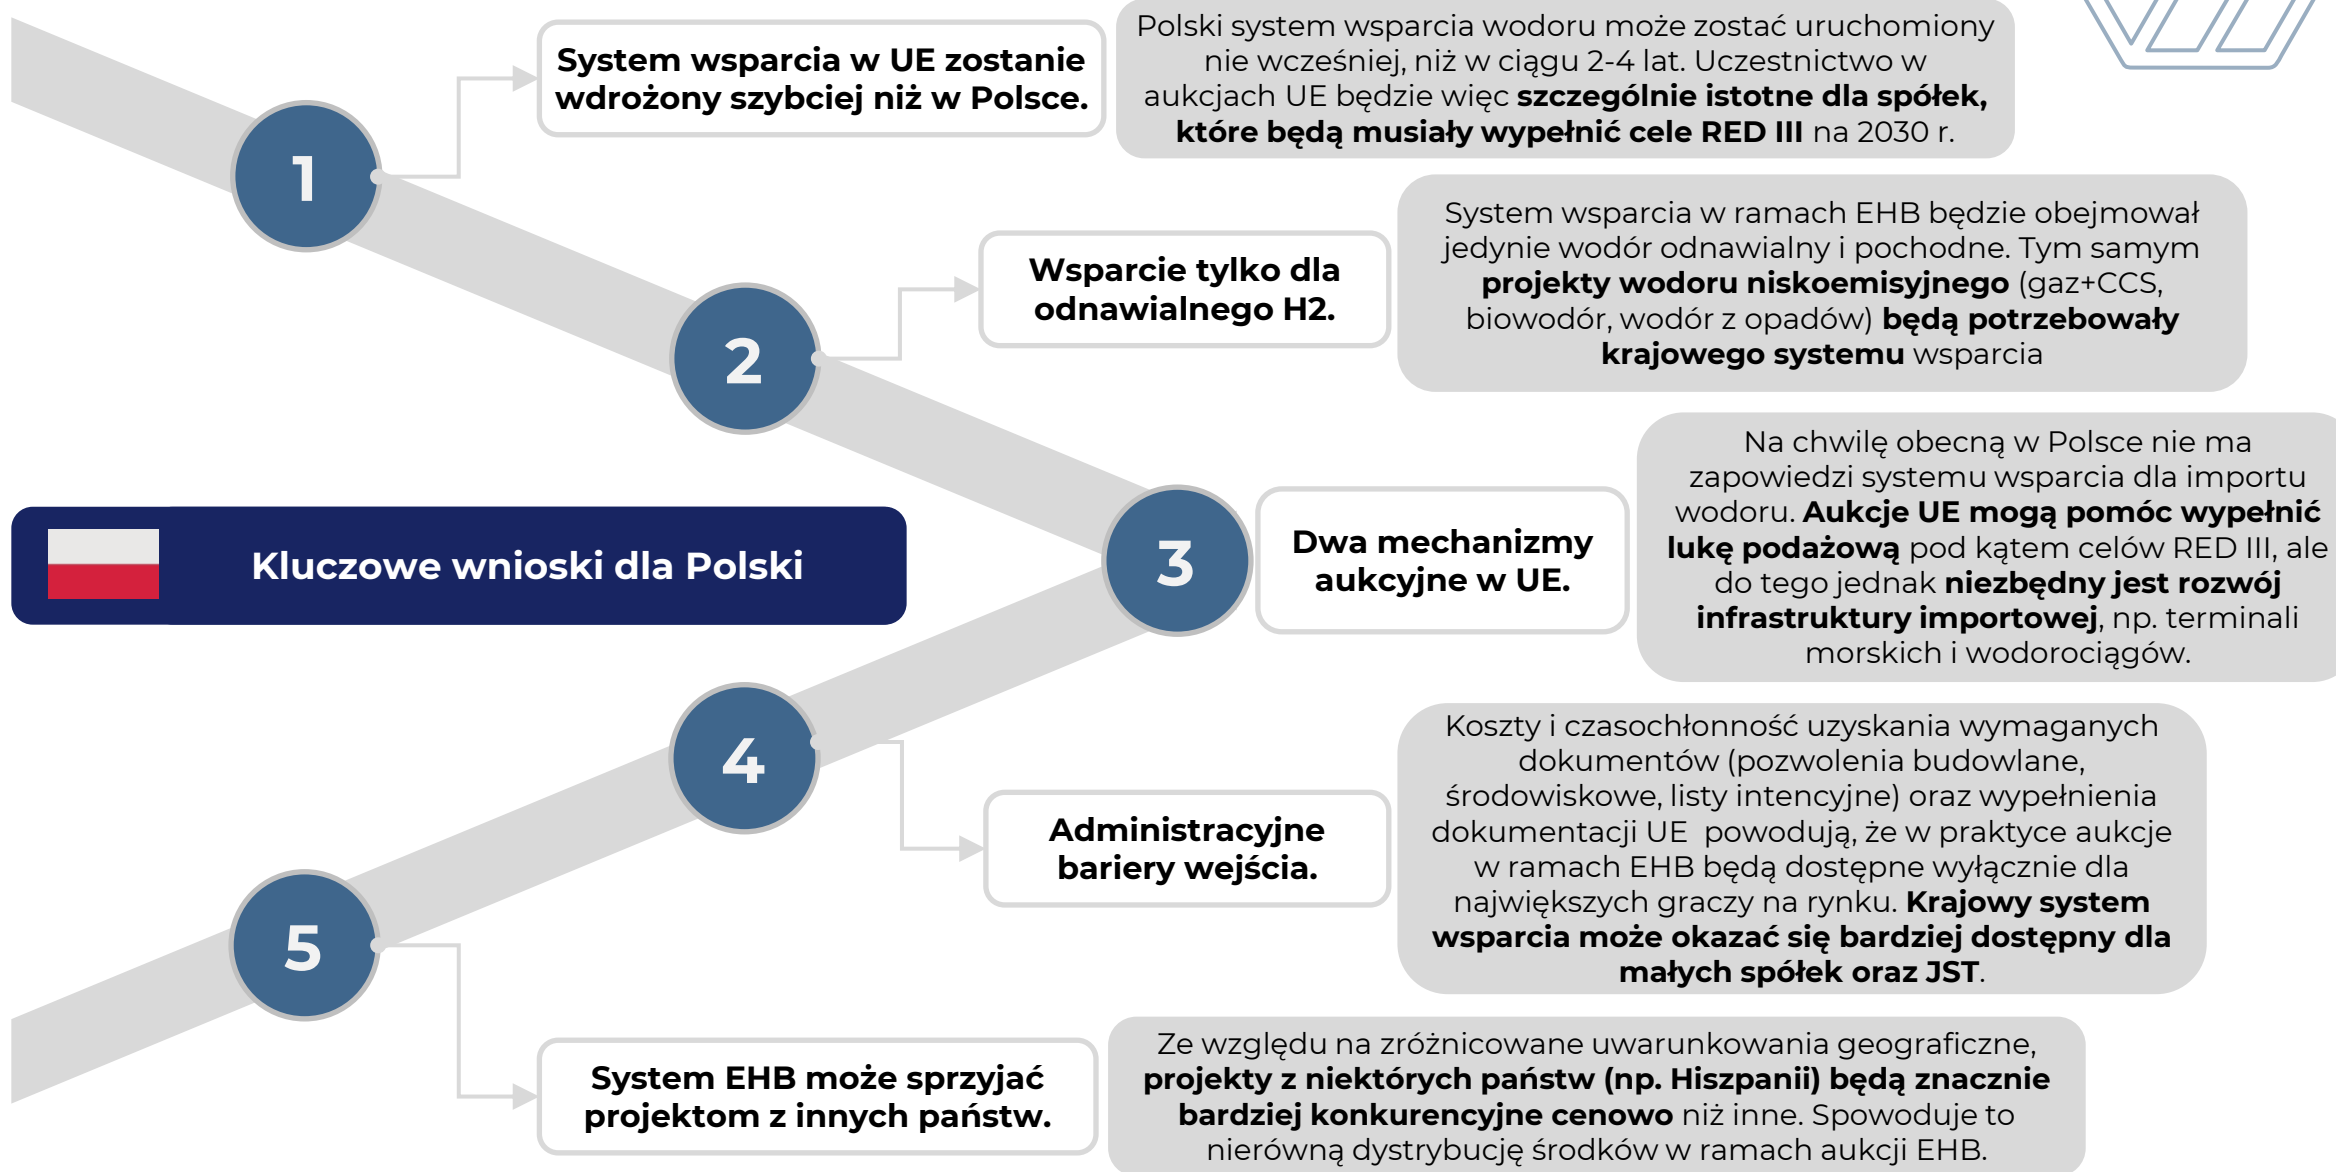 System wsparcia w UE zostanie
wdrożony szybciej niż w Polsce.
Polski system wsparcia wodoru może zostać uruchomiony
nie wcześniej, niż w ciągu 2-4 lat. Uczestnictwo w
aukcjach UE będzie więc szczególnie istotne dla spółek,
które będą musiały wypełnić cele RED III na 2030 r.
1
System wsparcia w ramach EHB będzie obejmował
jedynie wodór odnawialny i pochodne. Tym samym
projekty wodoru niskoemisyjnego (gaz+CCS,
biowodór, wodór z opadów) będą potrzebowały
krajowego systemu wsparcia
Wsparcie tylko dla
odnawialnego H2.
2
Na chwilę obecną w Polsce nie ma
zapowiedzi systemu wsparcia dla importu
wodoru. Aukcje UE mogą pomóc wypełnić
lukę podażową pod kątem celów RED III, ale
do tego jednak niezbędny jest rozwój
infrastruktury importowej, np. terminali
morskich i wodorociągów.
Kluczowe wnioski dla Polski
3
Dwa mechanizmy
aukcyjne w UE.
4
Administracyjne
bariery wejścia.
Koszty i czasochłonność uzyskania wymaganych
dokumentów (pozwolenia budowlane,
środowiskowe, listy intencyjne) oraz wypełnienia
dokumentacji UE powodują, że w praktyce aukcje
w ramach EHB będą dostępne wyłącznie dla
największych graczy na rynku. Krajowy system
wsparcia może okazać się bardziej dostępny dla
małych spółek oraz JST.
5
System EHB może sprzyjać
projektom z innych państw.
Ze względu na zróżnicowane uwarunkowania geograficzne,
projekty z niektórych państw (np. Hiszpanii) będą znacznie
bardziej konkurencyjne cenowo niż inne. Spowoduje to
nierówną dystrybucję środków w ramach aukcji EHB.